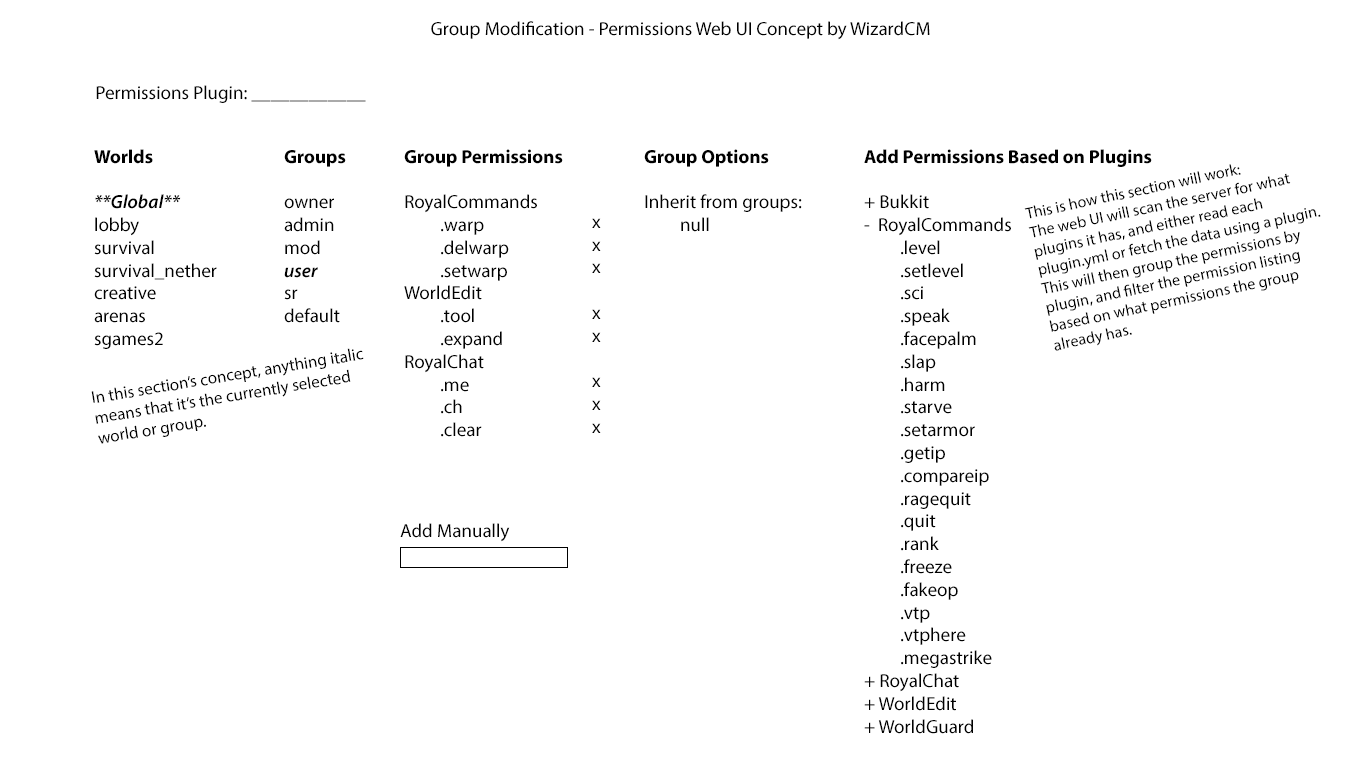 Group Modification - Permissions Web UI Concept by WizardCM
Permissions Plugin: _____________
Worlds
**Global**
lobby
survival
survival_nether
creative
arenas
sgames2
In this section's concept, anything italic
means that it's the currently selected
world or group.
Groups
owner
admin
mod
user
sr
default
Group Permissions
RoyalCommands
.warp x
.delwarp x
.setwarp x
WorldEdit
.tool x
.expand x
RoyalChat
.me x
.ch x
.clear x
Add Manually
Group Options
Inherit from groups:
null
Add Permissions Based on Plugins
+ Bukkit
- RoyalCommands
.level
.setlevel
.sci
.speak
.facepalm
.slap
.harm
.starve
.setarmor
.getip
.compareip
.ragequit
.quit
.rank
.freeze
.fakeop
.vtp
.vtphere
.megastrike
+ RoyalChat
+ WorldEdit
+ WorldGuard
This is how this section will work:
The web UI will scan the server for what
plugins it has, and either read each
plugin.yml or fetch the data using a plugin.
This will then group the permissions by
plugin, and filter the permission listing
based on what permissions the group
already has.